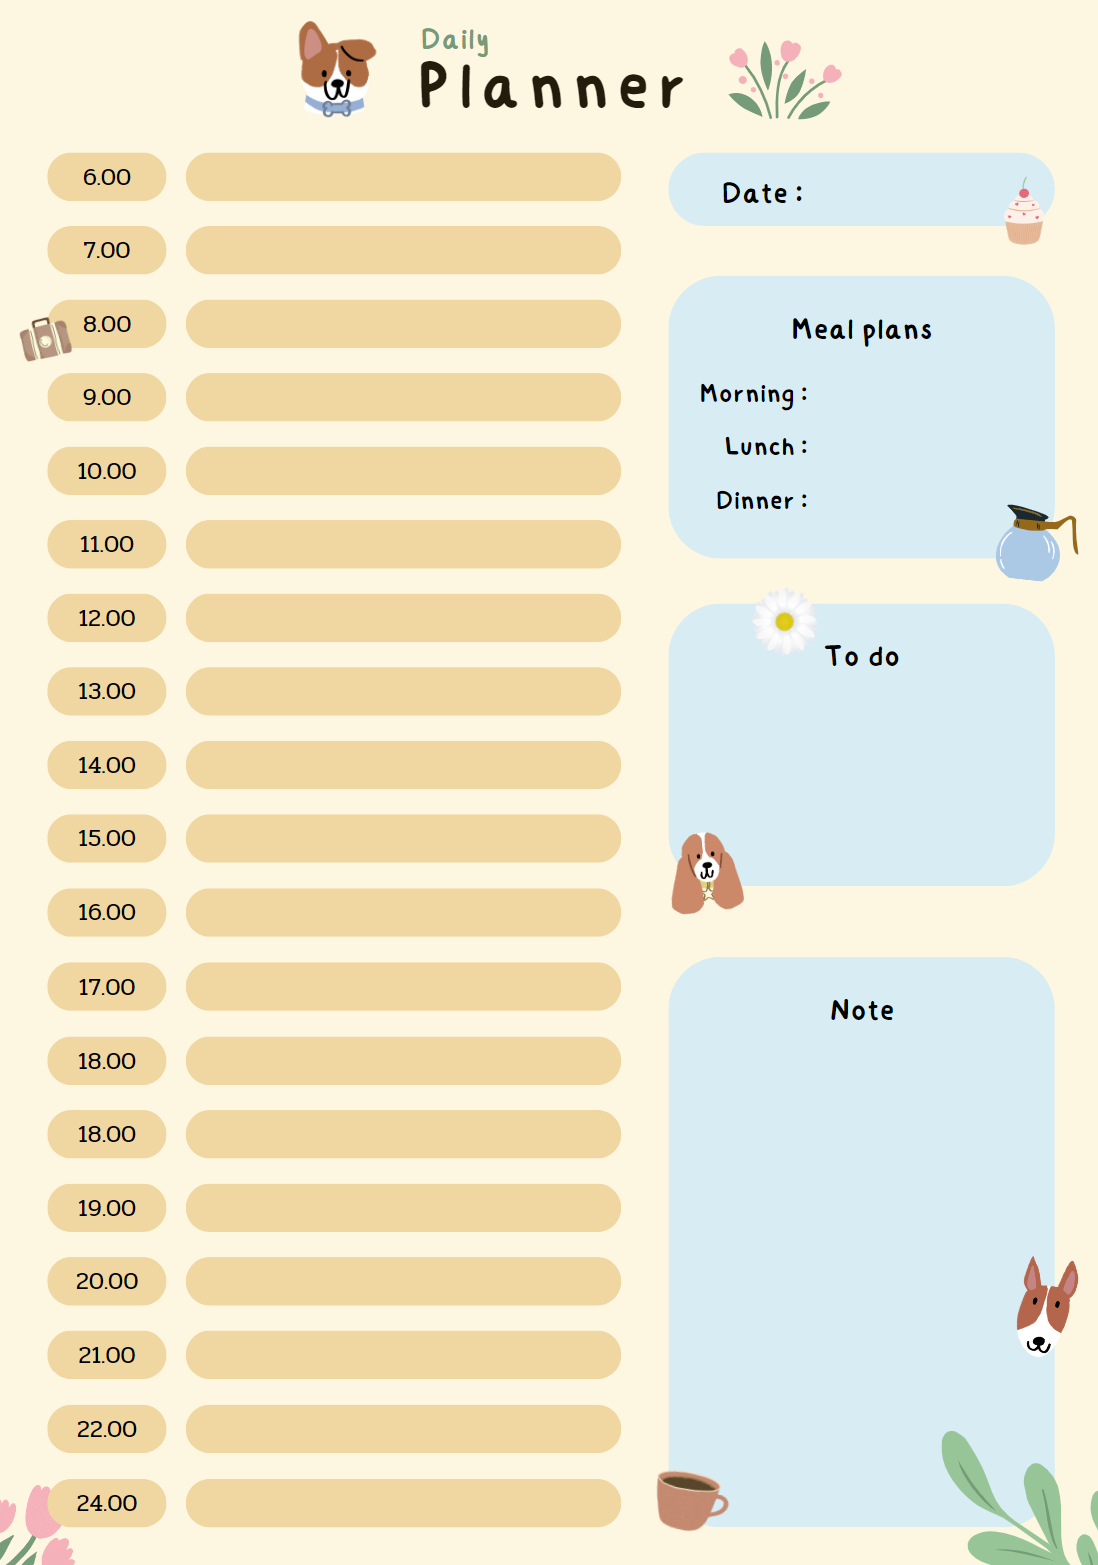 Daily
Planner
6.00
7.00
8.00
9.00
10.00
11.00
12.00
13.00
14.00
15.00
16.00
17.00
18.00
18.00
19.00
20.00
21.00
22.00
24.00
Date :
Meal plans
Morning :
Lunch :
Dinner :
To do
Note